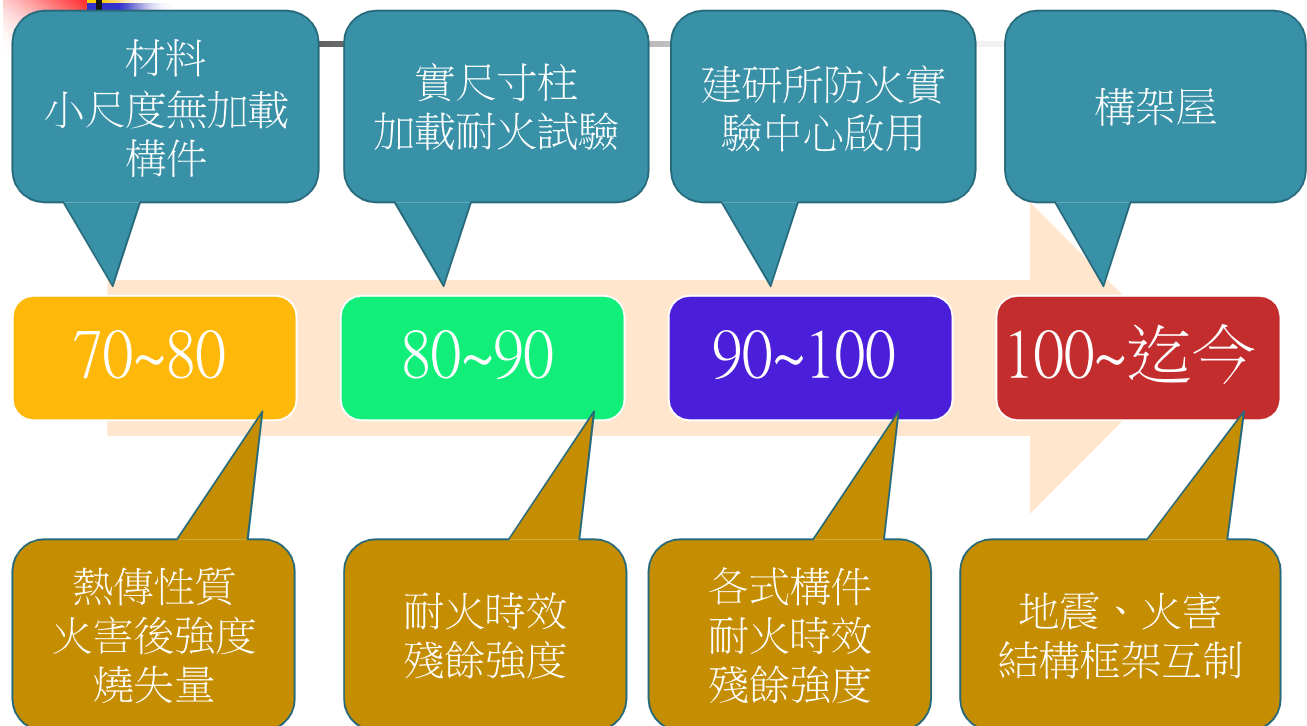 材料
小尺度無加載
構件
實尺寸柱
加載耐火試驗
建研所防火實
驗中心啟用
構架屋
70~80
80~90
90~100
100~迄今
熱傳性質
火害後強度
燒失量
耐火時效
殘餘強度
各式構件
耐火時效
殘餘強度
地震、火害
結構框架互制